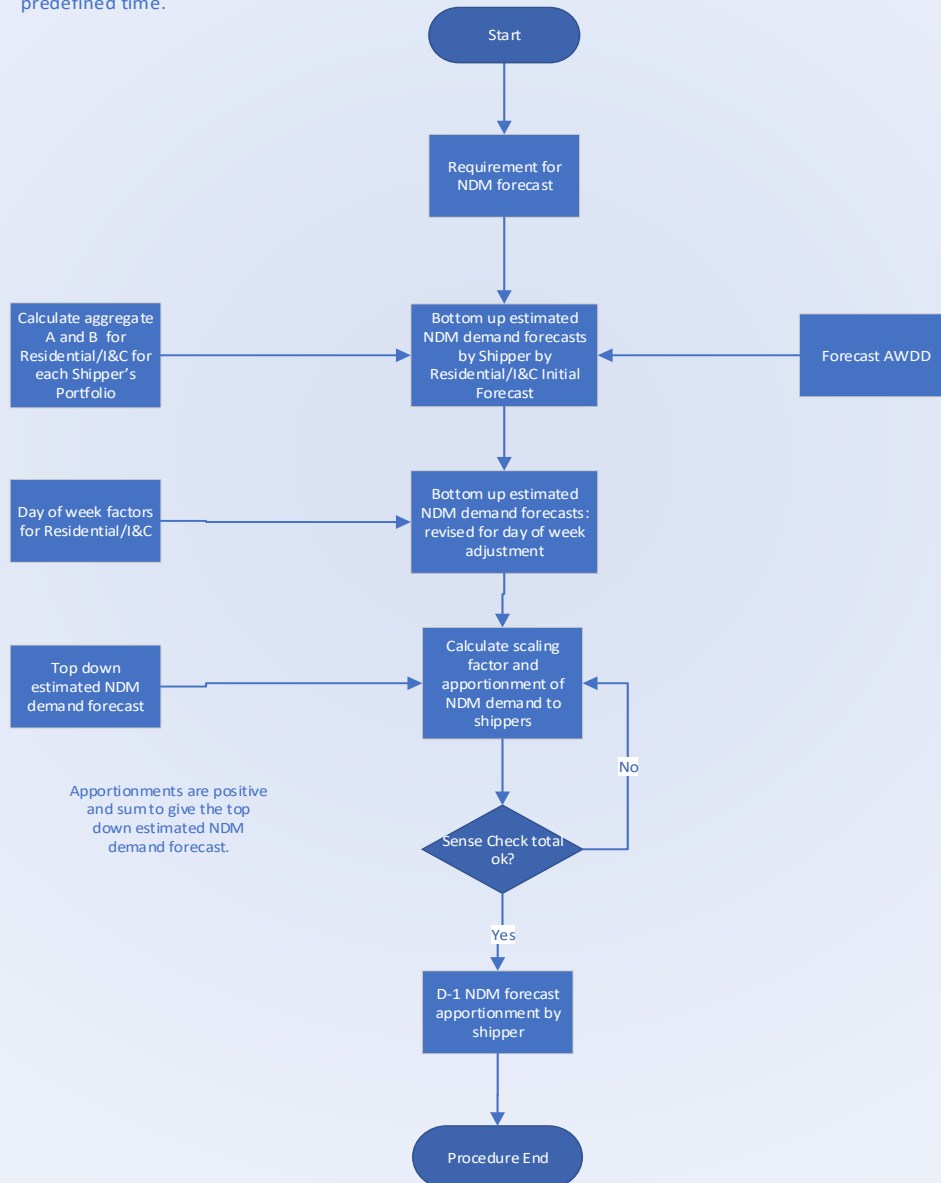 predefined time.
Start
Requirement for
NDM forecast
Calculate aggregate
A and B for
Residential/I&C for
each Shipper's
Portfolio
Bottom up estimated
NDM demand forecasts
by Shipper by
Residential/I&C Initial
Forecast
Forecast AWDD
Day of week factors
for Residential/I&C
Bottom up estimated
NDM demand forecasts:
revised for day of week
adjustment
Top down
estimated NDM
demand forecast
Calculate scaling
factor and
apportionment of
NDM demand to
shippers
No
Apportionments are positive
and sum to give the top
down estimated NDM
demand forecast.
Sense Check total
ok?
Yes
D-1 NDM forecast
apportionment by
shipper
Procedure End